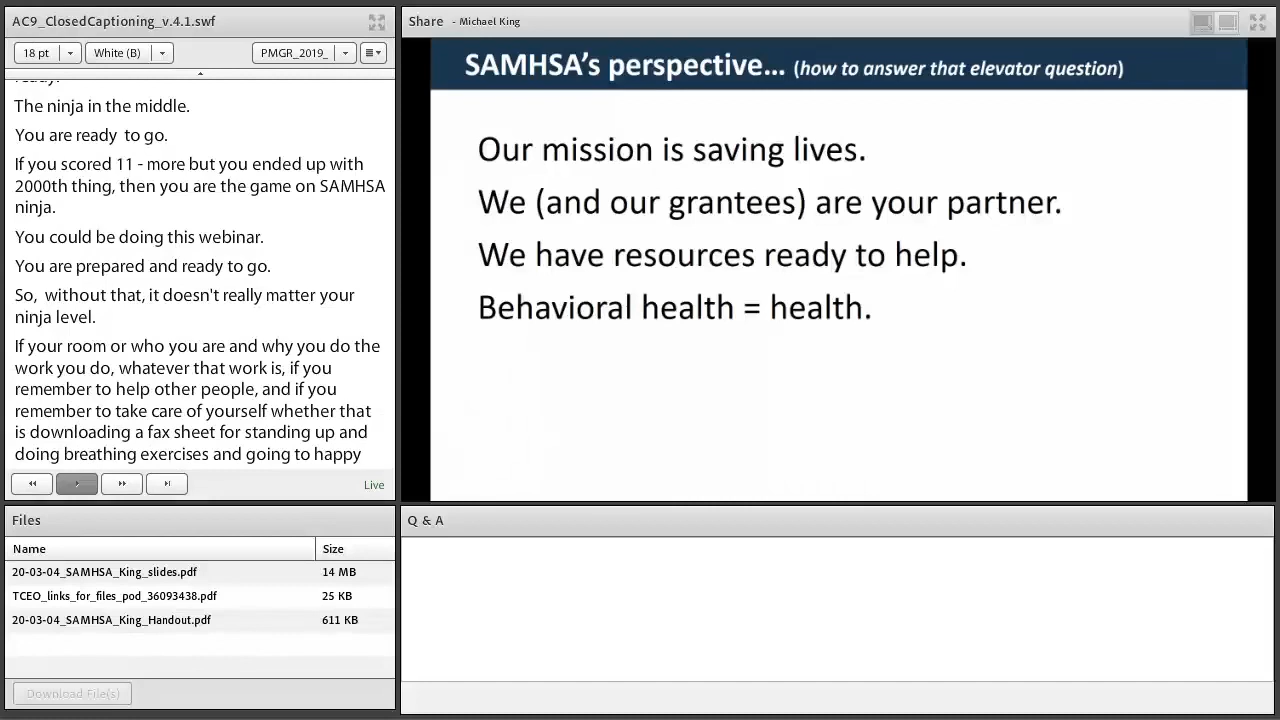 AC9_ClosedCaptioning_v.4.1.swf
18 pt
White (B)
PMGR_2019_
The ninja in the middle.
You are ready to go.
If you scored 11 - more but you ended up with
2000th thing, then you are the game on SAMHSA
ninja.
You could be doing this webinar.
You are prepared and ready to go.
So, without that, it doesn't really matter your
ninja level.
If your room or who you are and why you do the
work you do, whatever that work is, if you
remember to help other people, and if you
remember to take care of yourself whether that
is downloading a fax sheet for standing up and
doing breathing exercises and going to happy
Live
Files
Name Size
20-03-04_SAMHSA_King_slides.pdf 14 MB
TCEO_links_for_files_pod_36093438.pdf 25 KB
20-03-04_SAMHSA_King_Handout.pdf 611 KB
Download File(s)
Share - Michael King
SAMHSA's perspective... (how to answer that elevator question)
Our mission is saving lives.
We (and our grantees) are your partner.
We have resources ready to help.
Behavioral health = health.
Q & A